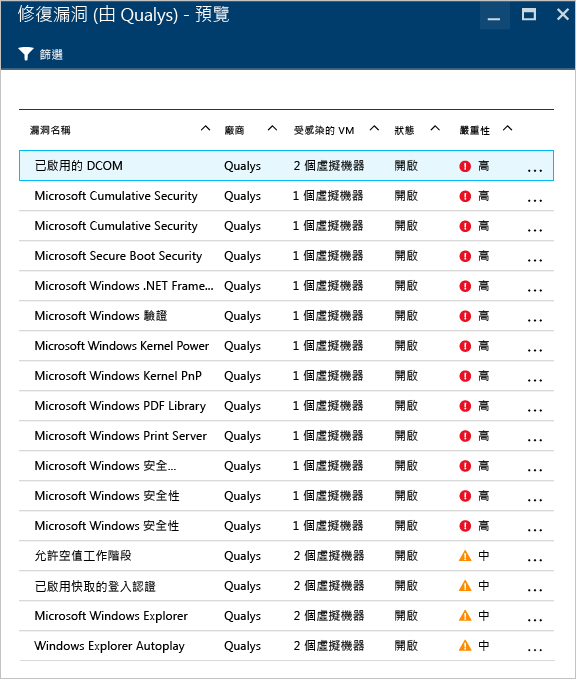 修復漏洞 (由 Qualys) - 預覽
篩選
漏洞名稱 廠商 受感染的 VM 狀態 嚴重性
已啟用的 DCOM Qualys 2 個虛擬機器 開啟 高 ...
Microsoft Cumulative Security Qualys 1 個虛擬機器 開啟 高 ...
Microsoft Cumulative Security Qualys 1 個虛擬機器 開啟 高 ...
Microsoft Secure Boot Security Qualys 1 個虛擬機器 開啟 高 ...
Microsoft Windows .NET Frame... Qualys 1 個虛擬機器 開啟 高 ...
Microsoft Windows 驗證 Qualys 1 個虛擬機器 開啟 高 ...
Microsoft Windows Kernel Power Qualys 1 個虛擬機器 開啟 高 ...
Microsoft Windows Kernel PnP Qualys 1 個虛擬機器 開啟 高 ...
Microsoft Windows PDF Library Qualys 1 個虛擬機器 開啟 高 ...
Microsoft Windows Print Server Qualys 1 個虛擬機器 開啟 高 ...
Microsoft Windows 安全... Qualys 1 個虛擬機器 開啟 高 ...
Microsoft Windows 安全性 Qualys 1 個虛擬機器 開啟 高 ...
Microsoft Windows 安全性 Qualys 1 個虛擬機器 開啟 高 ...
允許空值工作階段 Qualys 2 個虛擬機器 開啟 中 ...
已啟用快取的登入認證 Qualys 2 個虛擬機器 開啟 中 ...
Microsoft Windows Explorer Qualys 2 個虛擬機器 開啟 中 ...
Windows Explorer Autoplay Qualys 2 個虛擬機器 開啟 中 ...